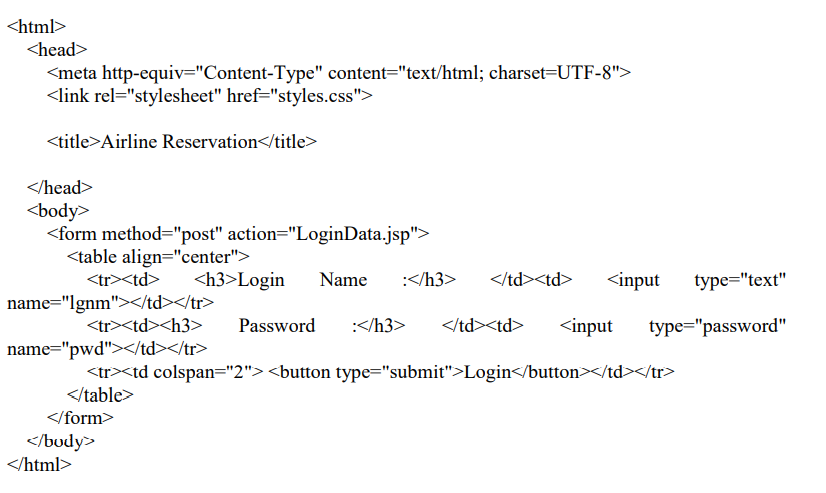 <html>
<head>
<meta http-equiv="Content-Type" content="text/html; charset=UTF-8">
<link rel="stylesheet" href="styles.css">
<title>Airline Reservation</title>
</head>
<body>
<form method="post" action="LoginData.jsp">
<table align="center">
<tr><td> <h3>Login Name :</h3> </td><td> <input type="text"
name="lgnm"></td></tr>
<tr><td><h3> Password :</h3> </td><td> <input type="password"
name="pwd"></td></tr>
<tr><td colspan="2"> <button type="submit">Login</button></td></tr>
</table>
</form>
</body>
</html>